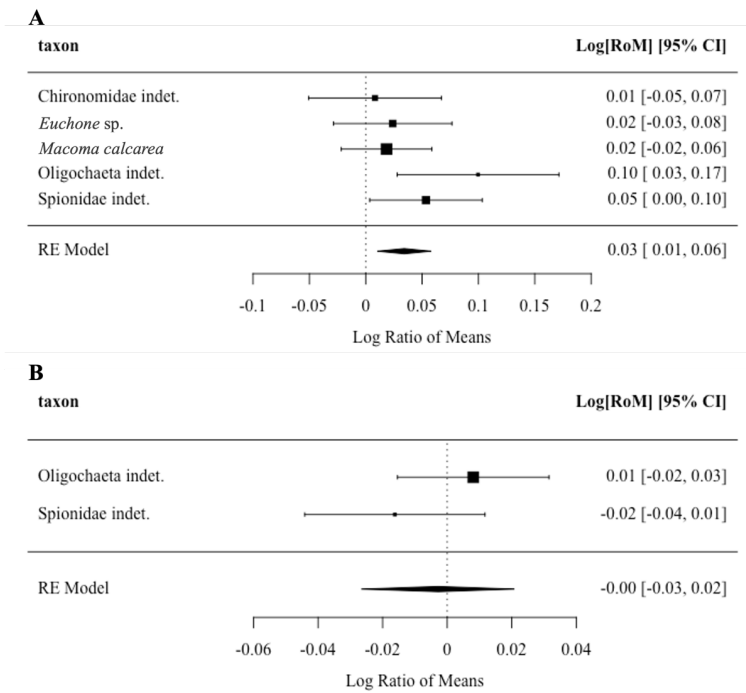 A
taxon Log[RoM] [95% CI]
Chironomidae indet. 0.01 [-0.05, 0.07]
Euchone sp. 0.02 [-0.03, 0.08]
Macoma calcarea 0.02 [-0.02, 0.06]
Oligochaeta indet. 0.10 [ 0.03, 0.17]
Spionidae indet. 0.05 [ 0.00, 0.10]
RE Model 0.03 [ 0.01, 0.06]
-0.1 -0.05 0 0.05 0.1 0.15 0.2
Log Ratio of Means
B
taxon Log[RoM] [95% CI]
Oligochaeta indet. 0.01 [-0.02, 0.03]
Spionidae indet. -0.02 [-0.04, 0.01]
RE Model -0.00 [-0.03, 0.02]
-0.06 -0.04 -0.02 0 0.02 0.04
Log Ratio of Means